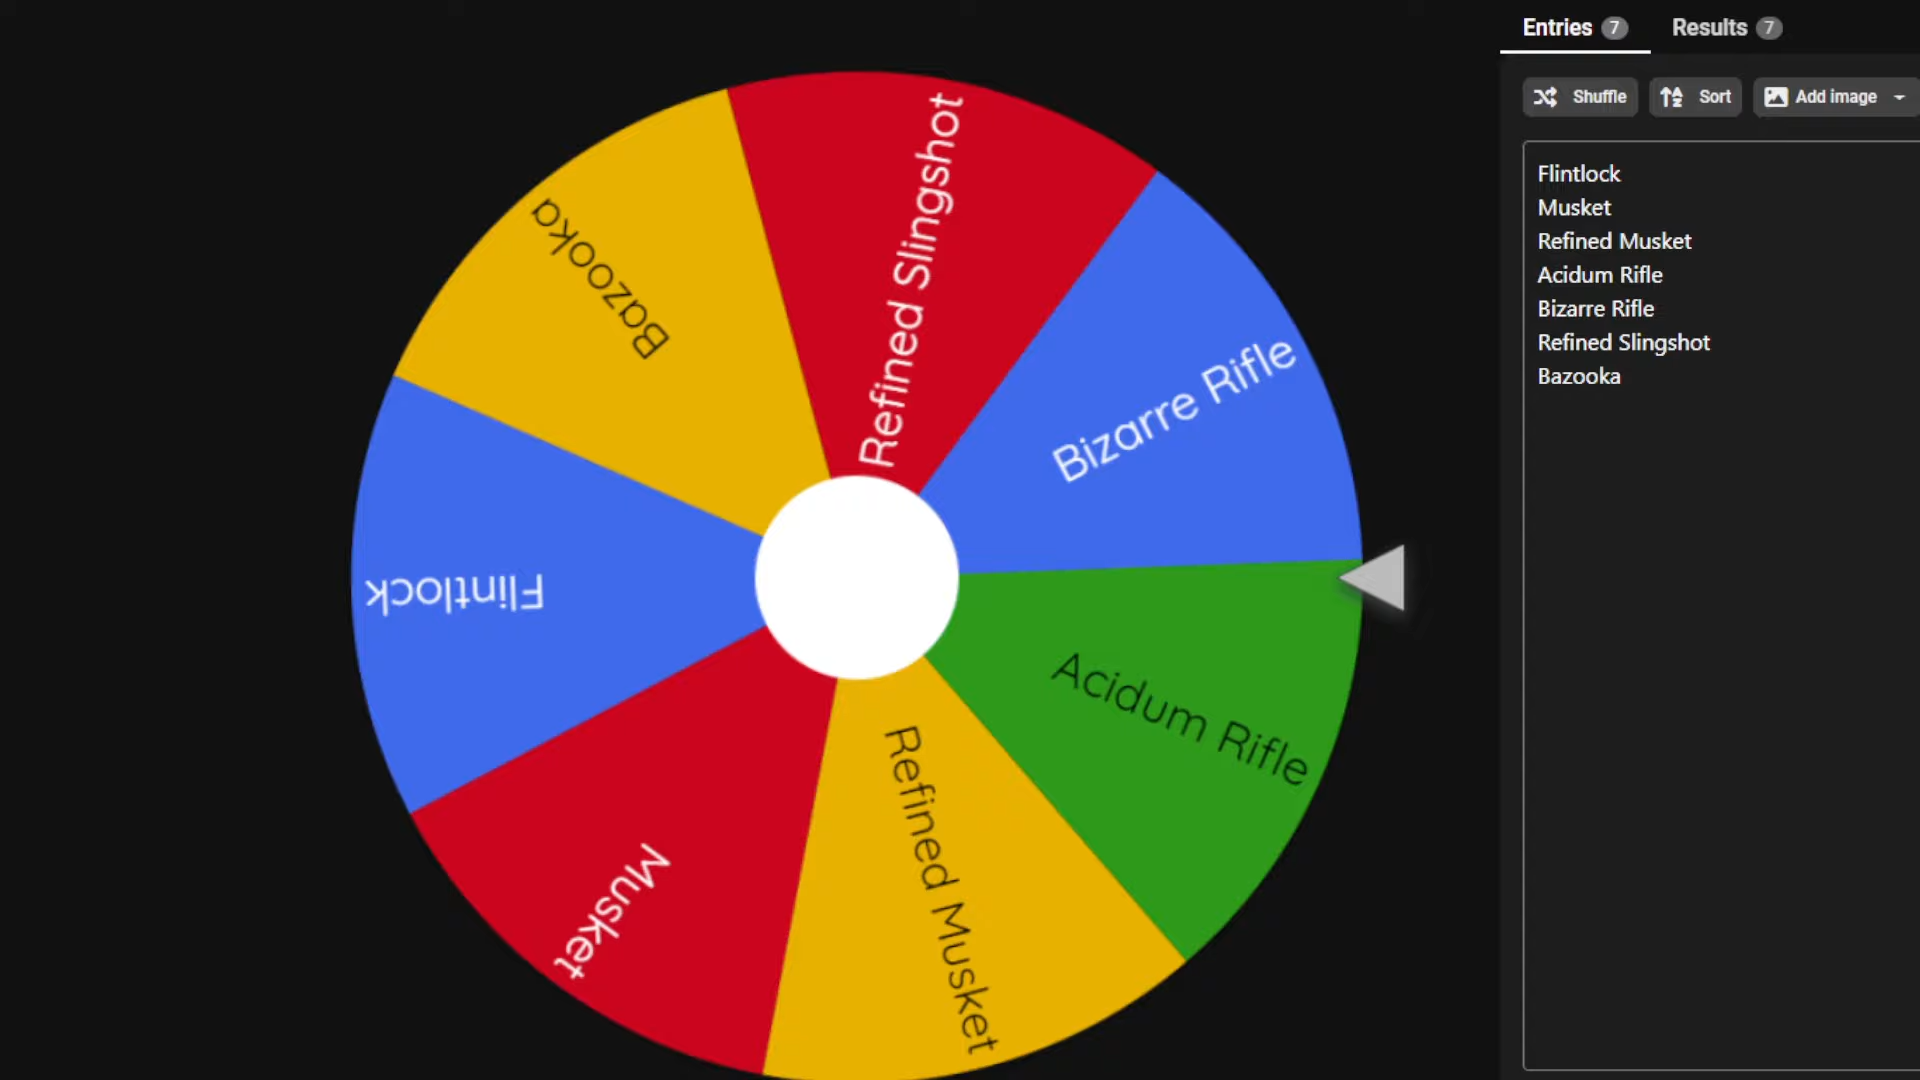 Entries 7 Results 7
Shuffle Sort Add image
Flintlock
Musket
Refined Musket
Acidum Rifle
Bizarre Rifle
Refined Slingshot
Bazooka
Refined Slingshot
Bazooka
Bizarre Rifle
Flintlock
Acidum Rifle
Refined Musket
Musket